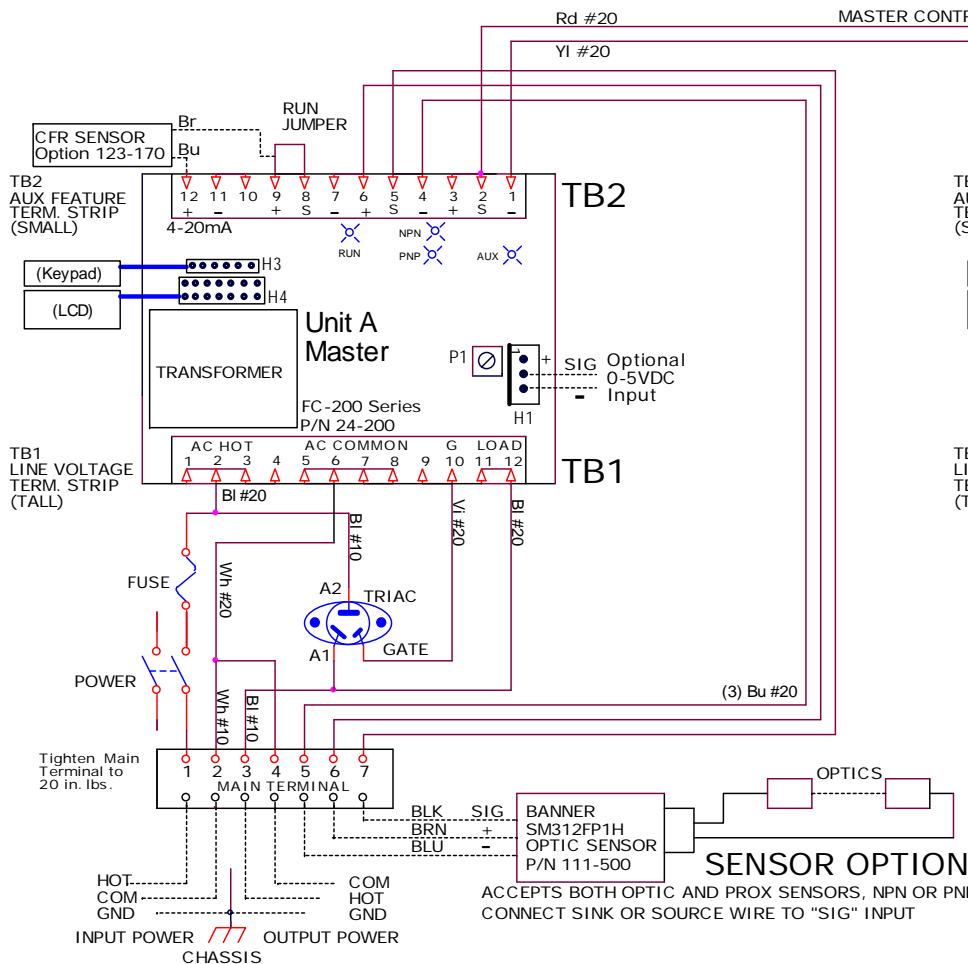 Rd #20
MASTER CONT
Yl #20
RUN
JUMPER
Br
CFR SENSOR
Option 123-170
Bu
TB2
AUX FEATURE
TERM. STRIP
(SMALL)
12 11 10 9 8 7 6 5 4 3 2 1
+ - + S - + S - + S -
4-20mA
TB2
RUN
NPN
PNP
AUX
(Keypad)
H3
(LCD)
H4
Unit A
Master
TRANSFORMER
P1
1
+
SIG
-
Optional
0-5VDC
Input
H1
FC-200 Series
P/N 24-200
TB1
LINE VOLTAGE
TERM. STRIP
(TALL)
AC HOT AC COMMON G LOAD
1 2 3 4 5 6 7 8 9 10 11 12
TB1
Bl #20
Bl #10
Vi #20
Bl #20
FUSE
Wh #20
A2
TRIAC
A1
GATE
POWER
Wh #10
Bl #10
(3) Bu #20
Tighten Main
Terminal to
20 in. lbs.
1 2 3 4 5 6 7
MAIN TERMINAL
OPTICS
BLK SIG
BRN +
BLU -
BANNER
SM312FP1H
OPTIC SENSOR
P/N 111-500
SENSOR OPTION
ACCEPTS BOTH OPTIC AND PROX SENSORS, NPN OR PN
CONNECT SINK OR SOURCE WIRE TO "SIG" INPUT
HOT
COM
GND
COM
HOT
GND
INPUT POWER
OUTPUT POWER
CHASSIS